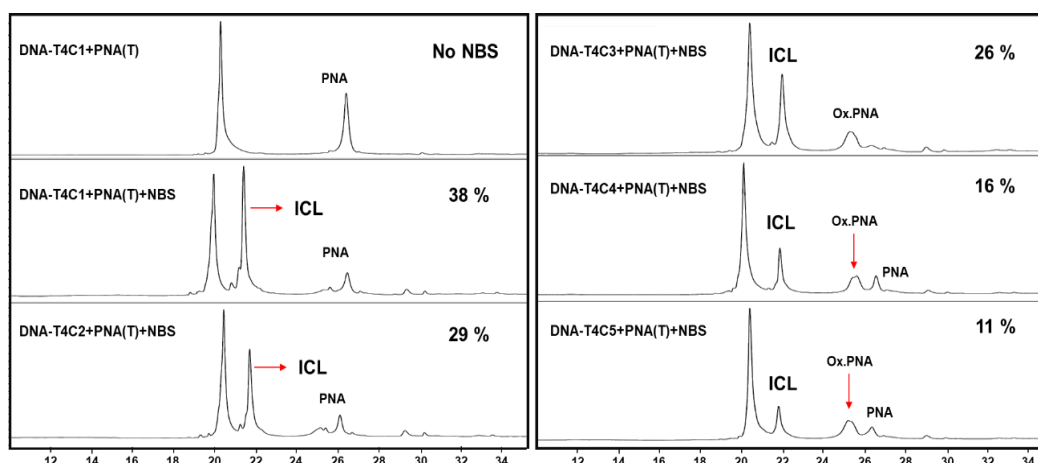 DNA-T4C1+PNA(T)
No NBS
PNA
DNA-T4C1+PNA(T)+NBS
38 %
ICL
PNA
DNA-T4C2+PNA(T)+NBS
29 %
ICL
PNA
12 14 16 18 20 22 24 26 28 30 32
DNA-T4C3+PNA(T)+NBS
26 %
ICL
Ox.PNA
DNA-T4C4+PNA(T)+NBS
16 %
ICL
Ox.PNA
PNA
DNA-T4C5+PNA(T)+NBS
11 %
ICL
Ox.PNA
PNA
12 14 16 18 20 22 24 26 28 30 32 34